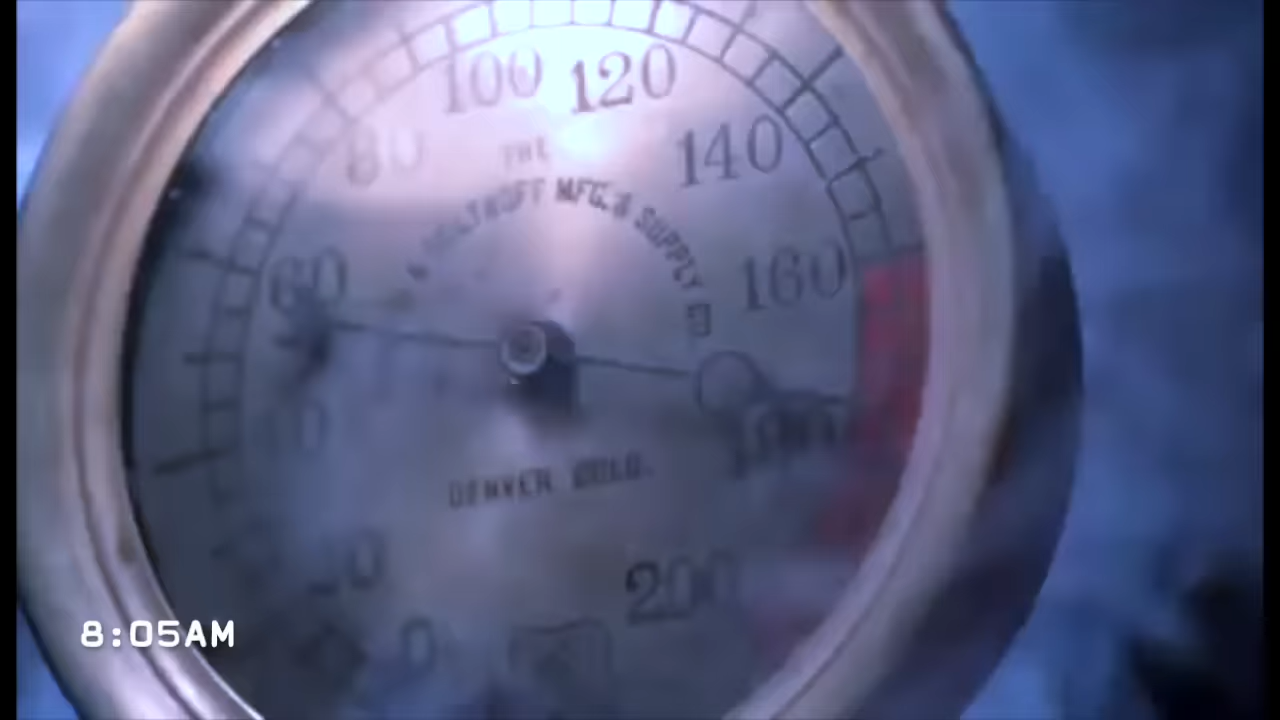 100 120
80
THE
140
MFG. & SUPPLY
60
160
DENVER COLO.
200
0
8:05AM